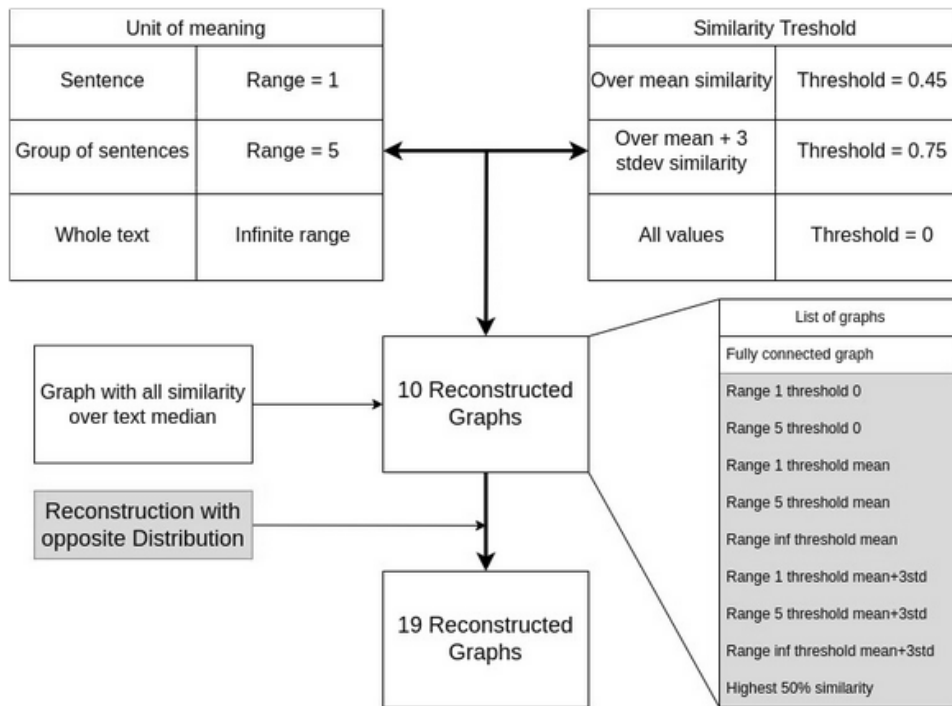 Unit of meaning
Sentence
Range = 1
Group of sentences
Range = 5
Whole text
Infinite range
Similarity Treshold
Over mean similarity
Threshold = 0.45
Over mean + 3
stdev similarity
Threshold = 0.75
All values
Threshold = 0
Graph with all similarity
over text median
10 Reconstructed
Graphs
Reconstruction with
opposite Distribution
19 Reconstructed
Graphs
List of graphs
Fully connected graph
Range 1 threshold 0
Range 5 threshold 0
Range 1 threshold mean
Range 5 threshold mean
Range inf threshold mean
Range 1 threshold mean+3std
Range 5 threshold mean+3std
Range inf threshold mean+3std
Highest 50% similarity